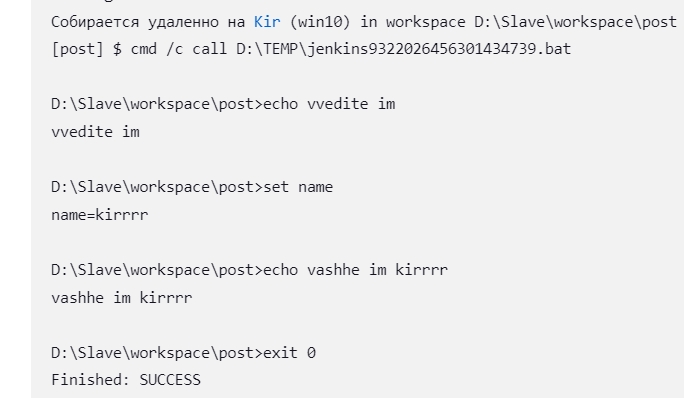 Собирается удаленно на Kir (win10) in workspace D:\Slave\workspace\post
[post] $ cmd /c call D:\TEMP\jenkins9322026456301434739.bat
D:\Slave\workspace\post>echo vvedite im
vvedite im
D:\Slave\workspace\post>set name
name=kirrrr
D:\Slave\workspace\post>echo vashhe im kirrrr
vashhe im kirrrr
D:\Slave\workspace\post>exit 0
Finished: SUCCESS